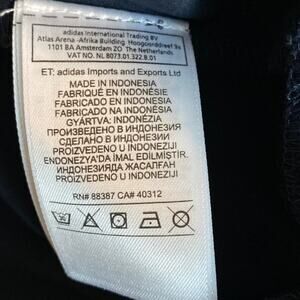 adidas International Trading BV
Atlas Arena -Afrika Building Hoogoorddreef 9a
1101 BA Amsterdam ZO The Netherlands
VAT NO. NL 8073.01.322.B.01
ET: adidas Imports and Exports Ltd
MADE IN INDONESIA
FABRIQUÉ EN INDONÉSIE
FABRICADO EN INDONESIA
FABRICADO NA INDONÉSIA
GYÁRTVA: INDONÉZIA
ПРОИЗВЕДЕНО В ИНДОНЕЗИЯ
СДЕЛАНО В ИНДОНЕЗИИ
PROIZVEDENO U INDONEZIJI
ENDONEZYA'DA İMAL EDİLMİŞTİR.
ИНДОНЕЗИЯДА ЖАСАЛҒАН
PROIZVEDENO U INDONEZIJI
RN# 88387 CA# 40312